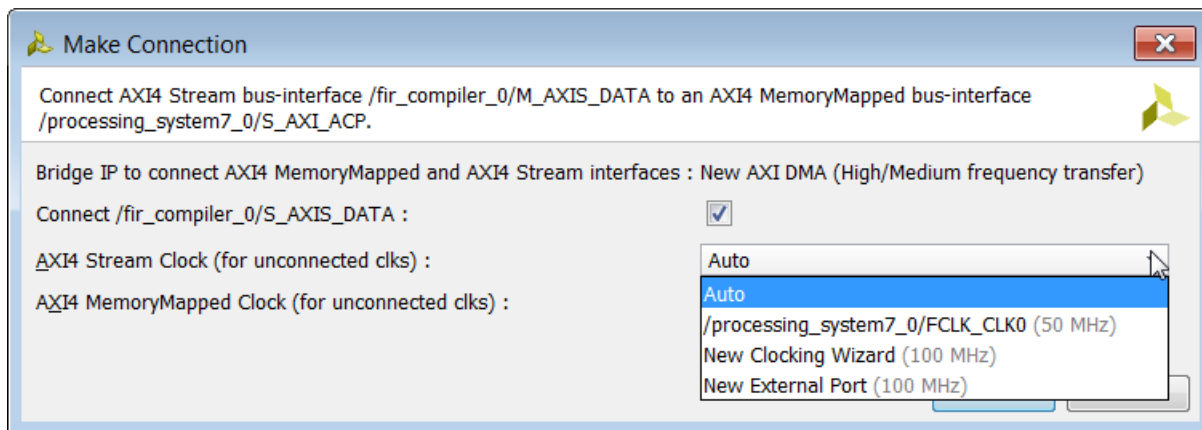 Make Connection
Connect AXI4 Stream bus-interface /fir_compiler_0/M_AXIS_DATA to an AXI4 MemoryMapped bus-interface
/processing_system7_0/S_AXI_ACP.
Bridge IP to connect AXI4 MemoryMapped and AXI4 Stream interfaces : New AXI DMA (High/Medium frequency transfer)
Connect /fir_compiler_0/S_AXIS_DATA :
AXI4 Stream Clock (for unconnected clks) : Auto
AXI4 MemoryMapped Clock (for unconnected clks) :
Auto
/processing_system7_0/FCLK_CLK0 (50 MHz)
New Clocking Wizard (100 MHz)
New External Port (100 MHz)